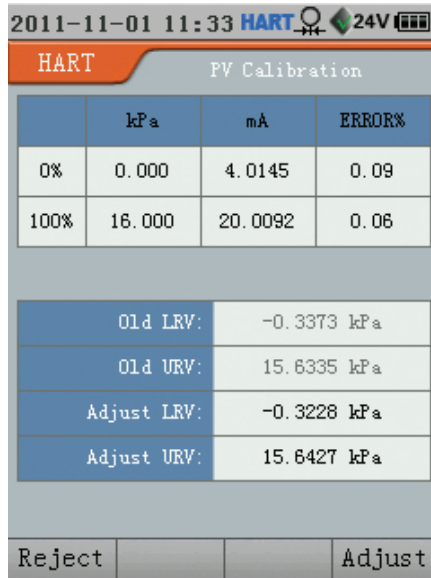 2011-11-01 11:33 HART 24V
HART PV Calibration
kPa mA ERROR%
0% 0.000 4.0145 0.09
100% 16.000 20.0092 0.06
Old LRV: -0.3373 kPa
Old URV: 15.6335 kPa
Adjust LRV: -0.3228 kPa
Adjust URV: 15.6427 kPa
Reject Adjust